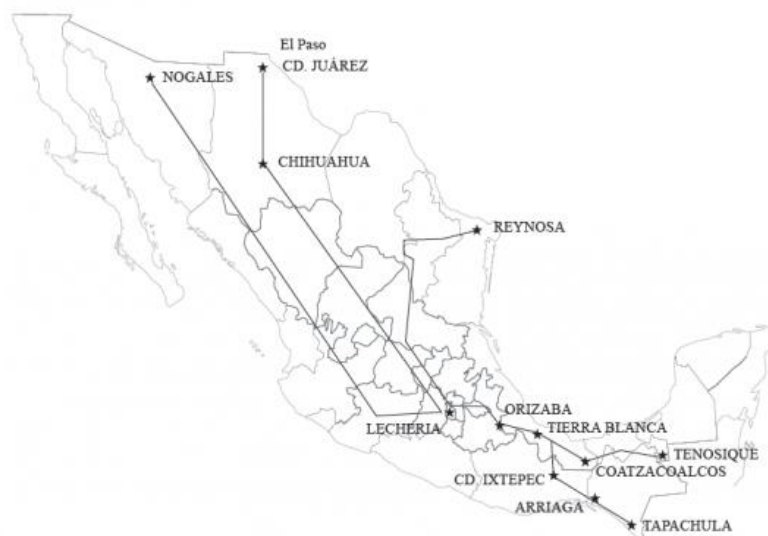 El Paso
CD. JUÁREZ
NOGALES
CHIHUAHUA
REYNOSA
ORIZABA
LECHERIA
TIERRA BLANCA
TENOSIQUE
COATZACOALCOS
CD. IXTEPEC
ARRIAGA
TAPACHULA